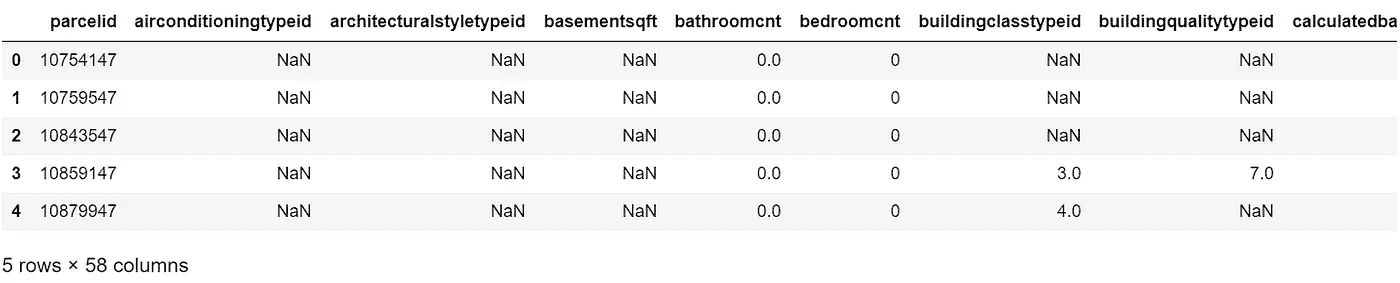 parcelid airconditioningtypeid architecturalstyletypeid basementsqft bathroomcnt bedroomcnt buildingclasstypeid buildingqualitytypeid calculatedba
0 10754147 NaN NaN NaN 0.0 0 NaN NaN
1 10759547 NaN NaN NaN 0.0 0 NaN NaN
2 10843547 NaN NaN NaN 0.0 0 NaN NaN
3 10859147 NaN NaN NaN 0.0 0 3.0 7.0
4 10879947 NaN NaN NaN 0.0 0 4.0 NaN
5 rows × 58 columns